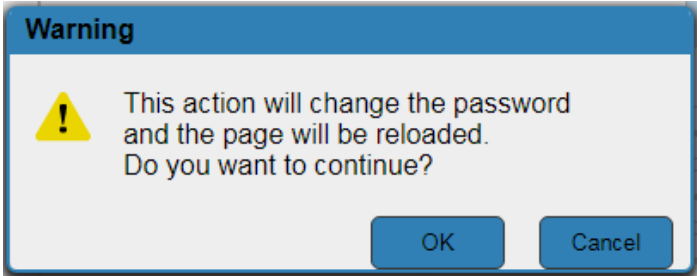 Warning
This action will change the password
and the page will be reloaded.
Do you want to continue?
OK Cancel